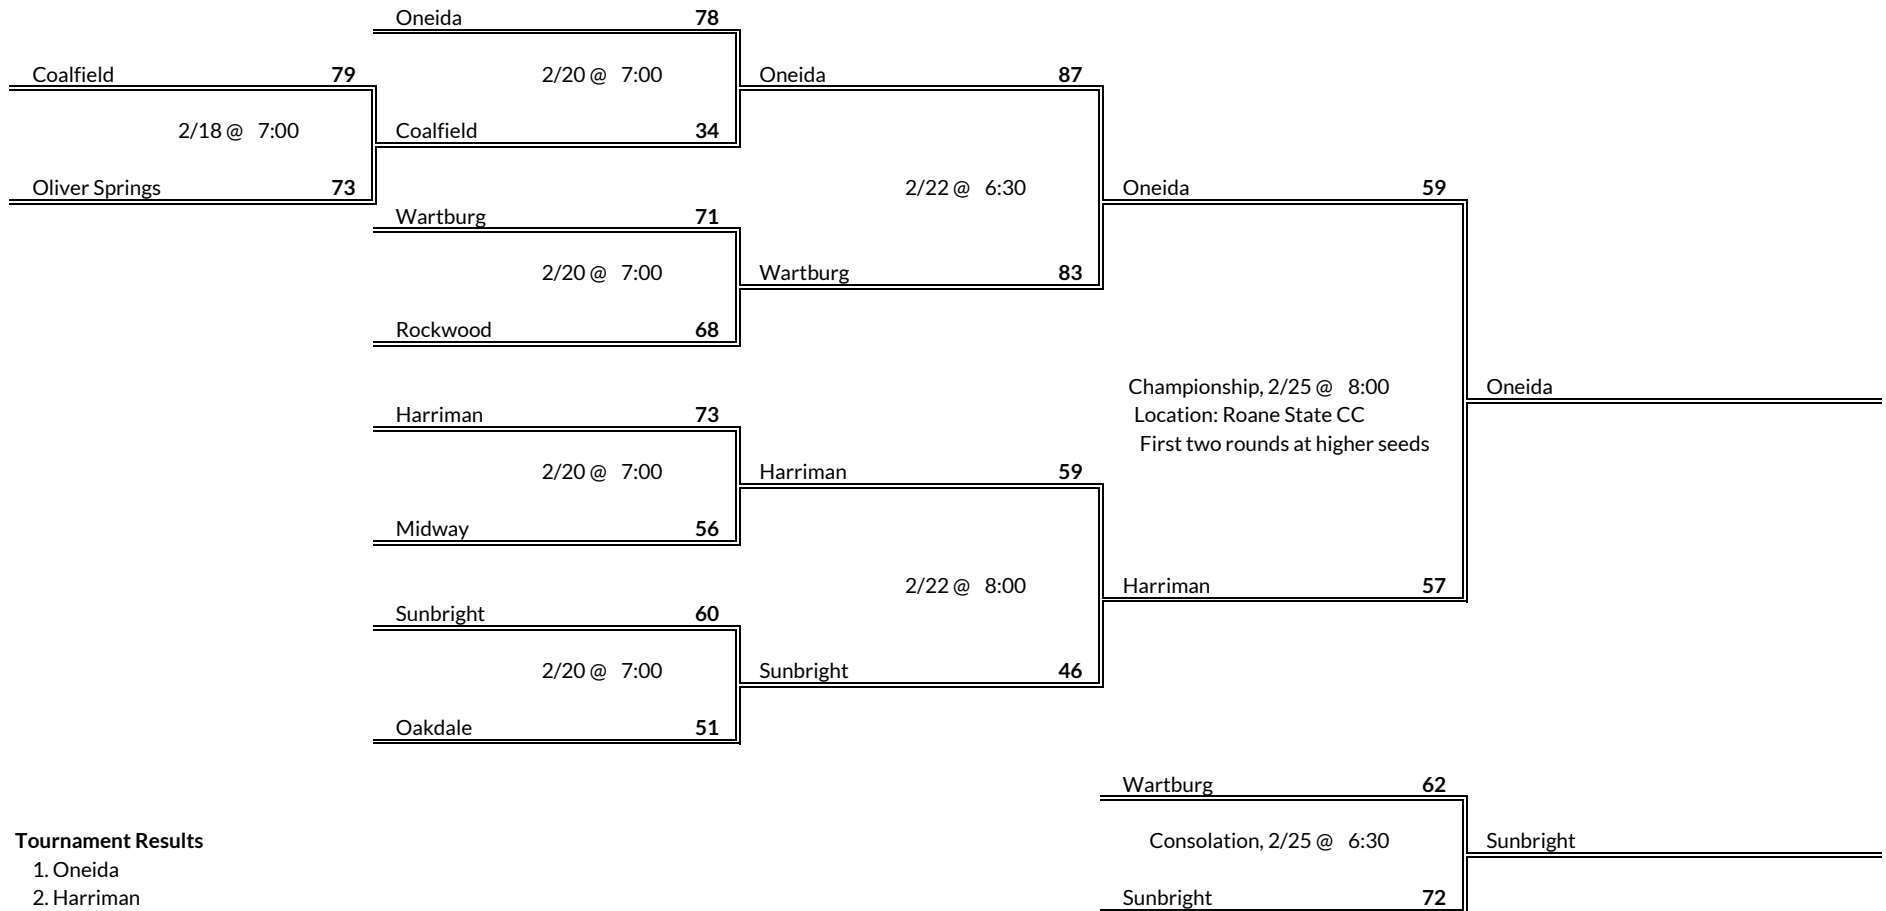 Oneida 78
Coalfield 79 2/20 @ 7:00 Oneida 87
2/18 @ 7:00 Coalfield 34
Oliver Springs 73 2/22 @ 6:30 Oneida 59
Wartburg 71
2/20 @ 7:00 Wartburg 83
Rockwood 68
Championship, 2/25 @ 8:00 Oneida
Harriman 73 Location: Roane State CC
First two rounds at higher seeds
2/20 @ 7:00 Harriman 59
Midway 56
2/22 @ 8:00 Harriman 57
Sunbright 60
2/20 @ 7:00 Sunbright 46
Oakdale 51
Wartburg 62
Tournament Results Consolation, 2/25 @ 6:30 Sunbright
1. Oneida
2. Harriman Sunbright 72